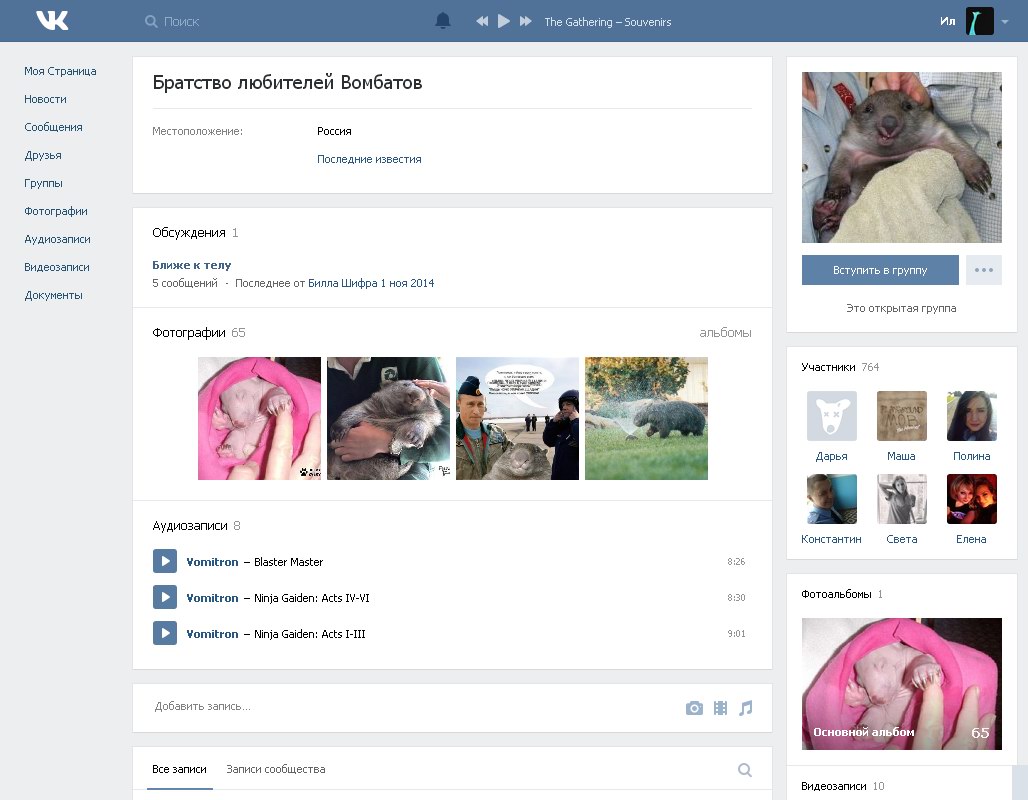 Поиск
The Gathering – Souvenirs
Ил
Моя Страница
Новости
Сообщения
Друзья
Группы
Фотографии
Аудиозаписи
Видеозаписи
Документы
Братство любителей Вомбатов
Местоположение: Россия
Последние известия
Обсуждения 1
Ближе к телу
5 сообщений · Последнее от Билла Шифра 1 ноя 2014
Фотографии 65 альбомы
Аудиозаписи 8
Vomitron – Blaster Master 8:26
Vomitron – Ninja Gaiden: Acts IV-VI 8:30
Vomitron – Ninja Gaiden: Acts I-III 9:01
Добавить запись...
Все записи Записи сообщества
Вступить в группу
Это открытая группа
Участники 764
Дарья Маша Полина
Константин Света Елена
Фотоальбомы 1
Основной альбом 65
Видеозаписи 10